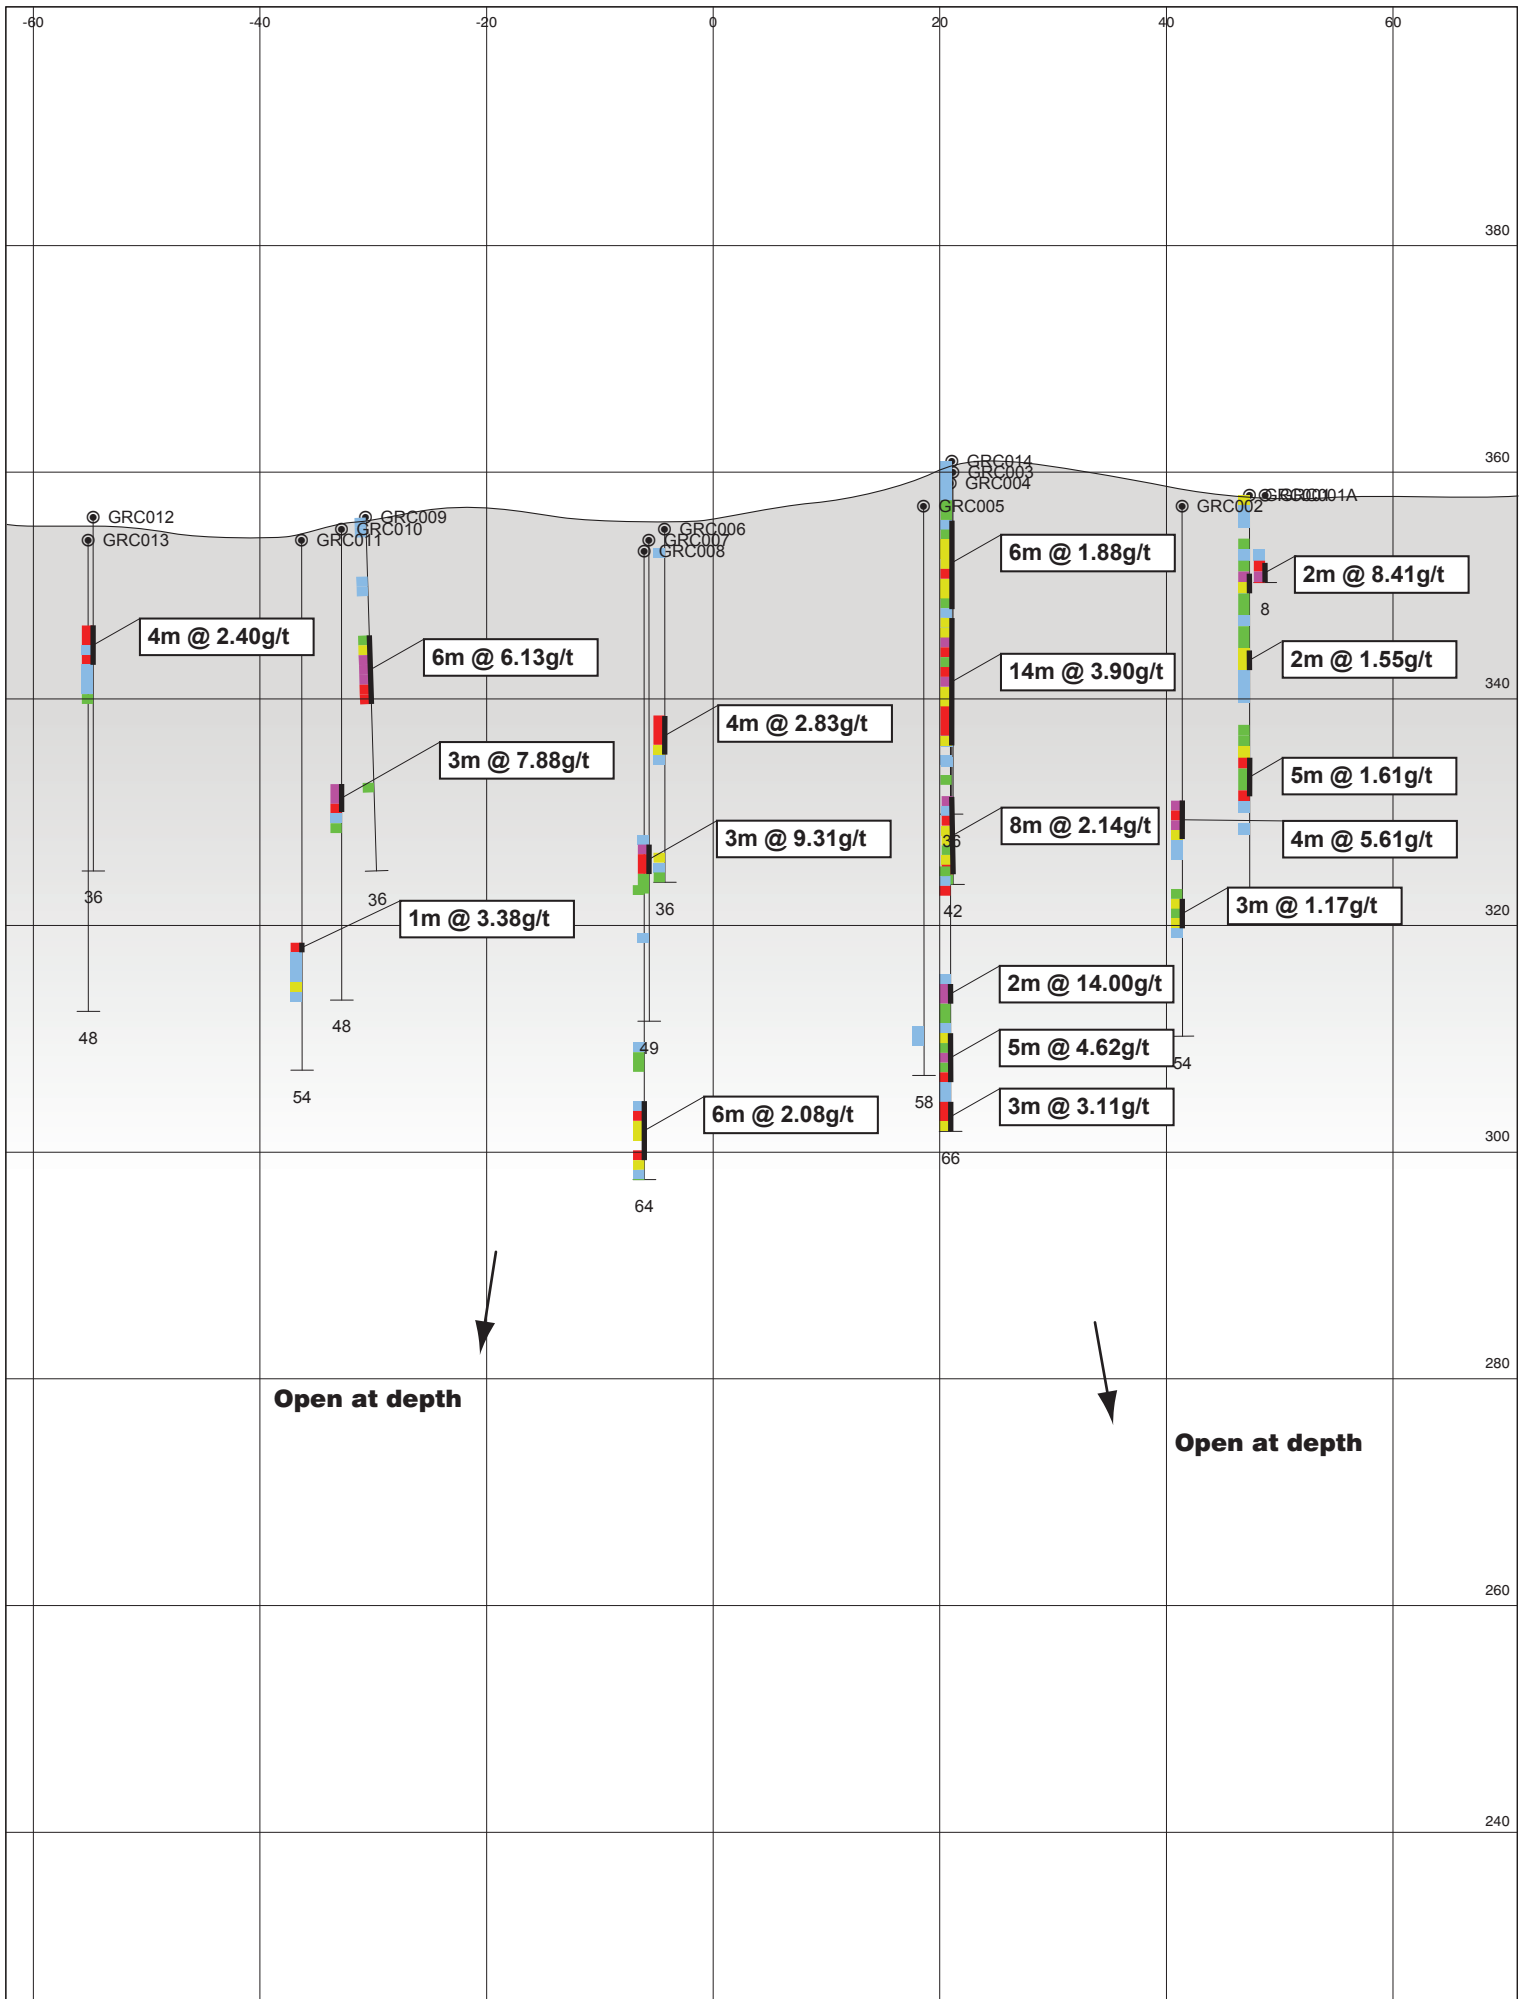 -60 -40 -20 0 20 40 60
380
360
GRC014
GRC003
GRC004
GRC001A
GRC005
GRC002
GRC012
GRC009
GRC010
GRC006
GRC013
GRC011
GRC007
GRC008
6m @ 1.88g/t
2m @ 8.41g/t
8
4m @ 2.40g/t
6m @ 6.13g/t
14m @ 3.90g/t
2m @ 1.55g/t
340
4m @ 2.83g/t
3m @ 7.88g/t
5m @ 1.61g/t
3m @ 9.31g/t
8m @ 2.14g/t
36
4m @ 5.61g/t
36
36
36
42
3m @ 1.17g/t
320
1m @ 3.38g/t
2m @ 14.00g/t
48
48
49
5m @ 4.62g/t
54
54
58
3m @ 3.11g/t
6m @ 2.08g/t
300
66
64
280
Open at depth
Open at depth
260
240